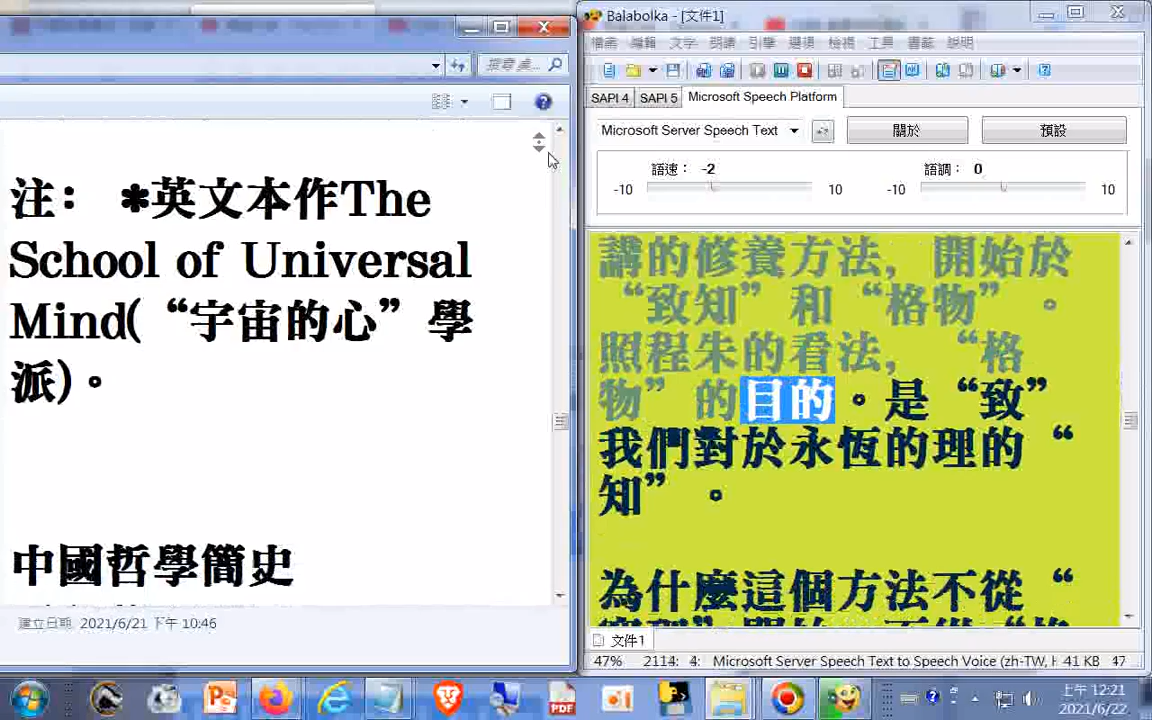 搜尋桌...
注： *英文本作The
School of Universal
Mind(“宇宙的心”學
派)。
中國哲學簡史
建立日期: 2021/6/21 下午 10:46
Balabolka - [文件1]
檔案 編輯 文字 朗讀 引擎 選項 檢視 工具 書籤 說明
SAPI 4 SAPI 5 Microsoft Speech Platform
Microsoft Server Speech Text
關於 預設
語速： -2 語調： 0
-10 10 -10 10
講的修養方法, 開始於
“致知” 和 “格物” 。
照程朱的看法, “格
物” 的目的。是“致”
我們對於永恆的理的“
知” 。
為什麼這個方法不從“
文件1
47% 2114: 4: Microsoft Server Speech Text to Speech Voice (zh-TW, H 41 KB 47
上午 12:21
2021/6/22